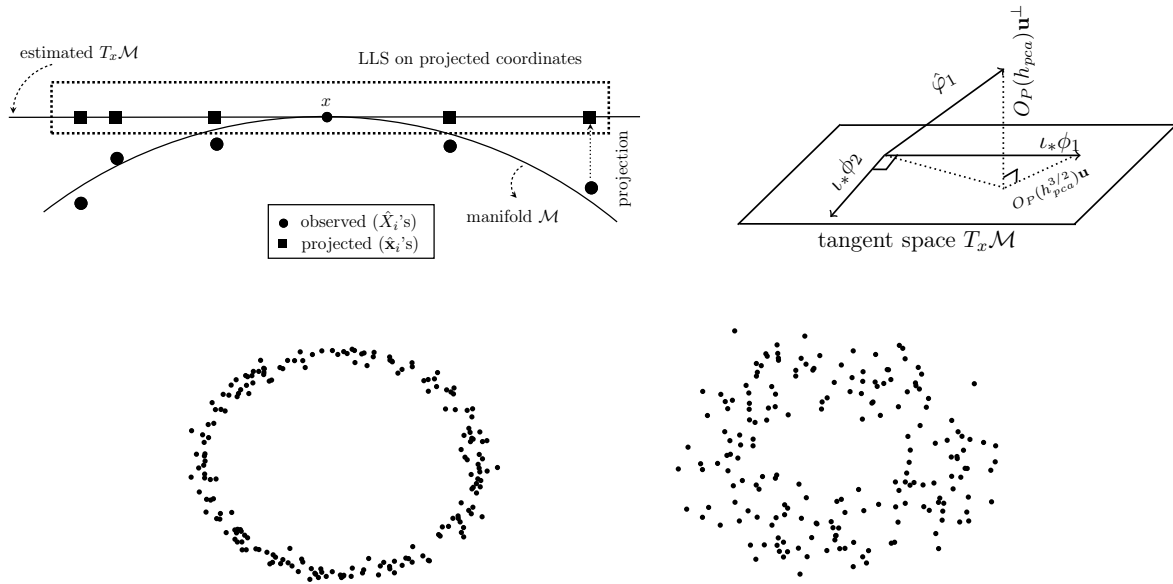 estimated $T_x\mathcal{M}$
LLS on projected coordinates
$x$
projection
manifold $\mathcal{M}$
observed ($\hat{X}_i$'s)
projected ($\hat{\mathbf{x}}_i$'s)
$\hat{\varphi}_1$
$O_P(h_{pca})\mathbf{u}^\perp$
$\iota_*\phi_1$
$\iota_*\phi_2$
$O_P(h_{pca}^{3/2})\mathbf{u}$
tangent space $T_x\mathcal{M}$